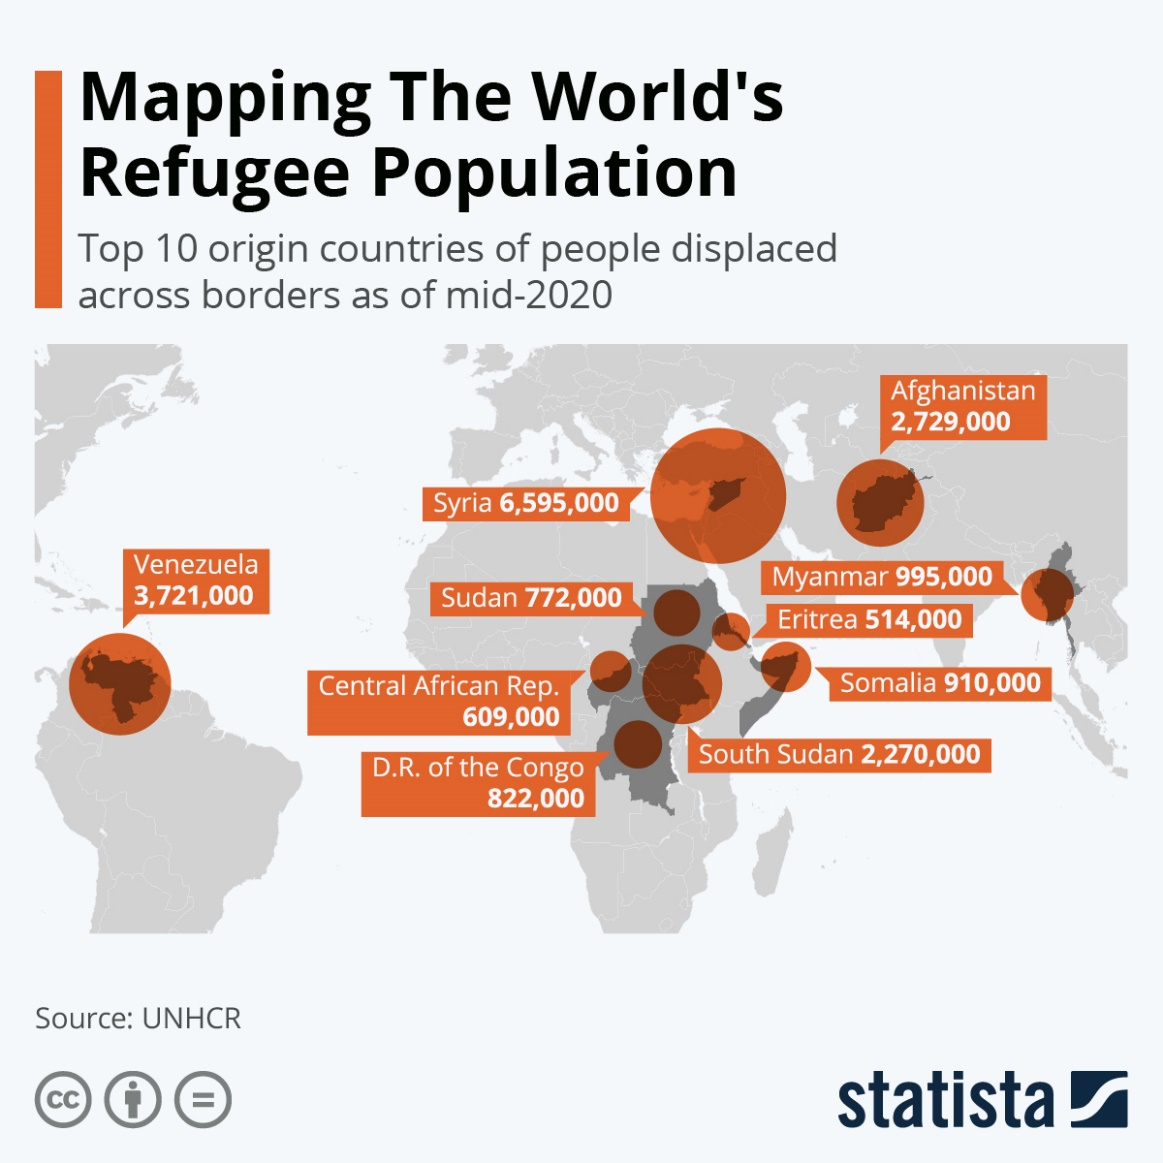 Mapping The World's
Refugee Population
Top 10 origin countries of people displaced
across borders as of mid-2020
Afghanistan
2,729,000
Syria 6,595,000
Venezuela
3,721,000
Myanmar 995,000
Sudan 772,000
Eritrea 514,000
Central African Rep.
609,000
Somalia 910,000
South Sudan 2,270,000
D.R. of the Congo
822,000
Source: UNHCR
cc
=
statista